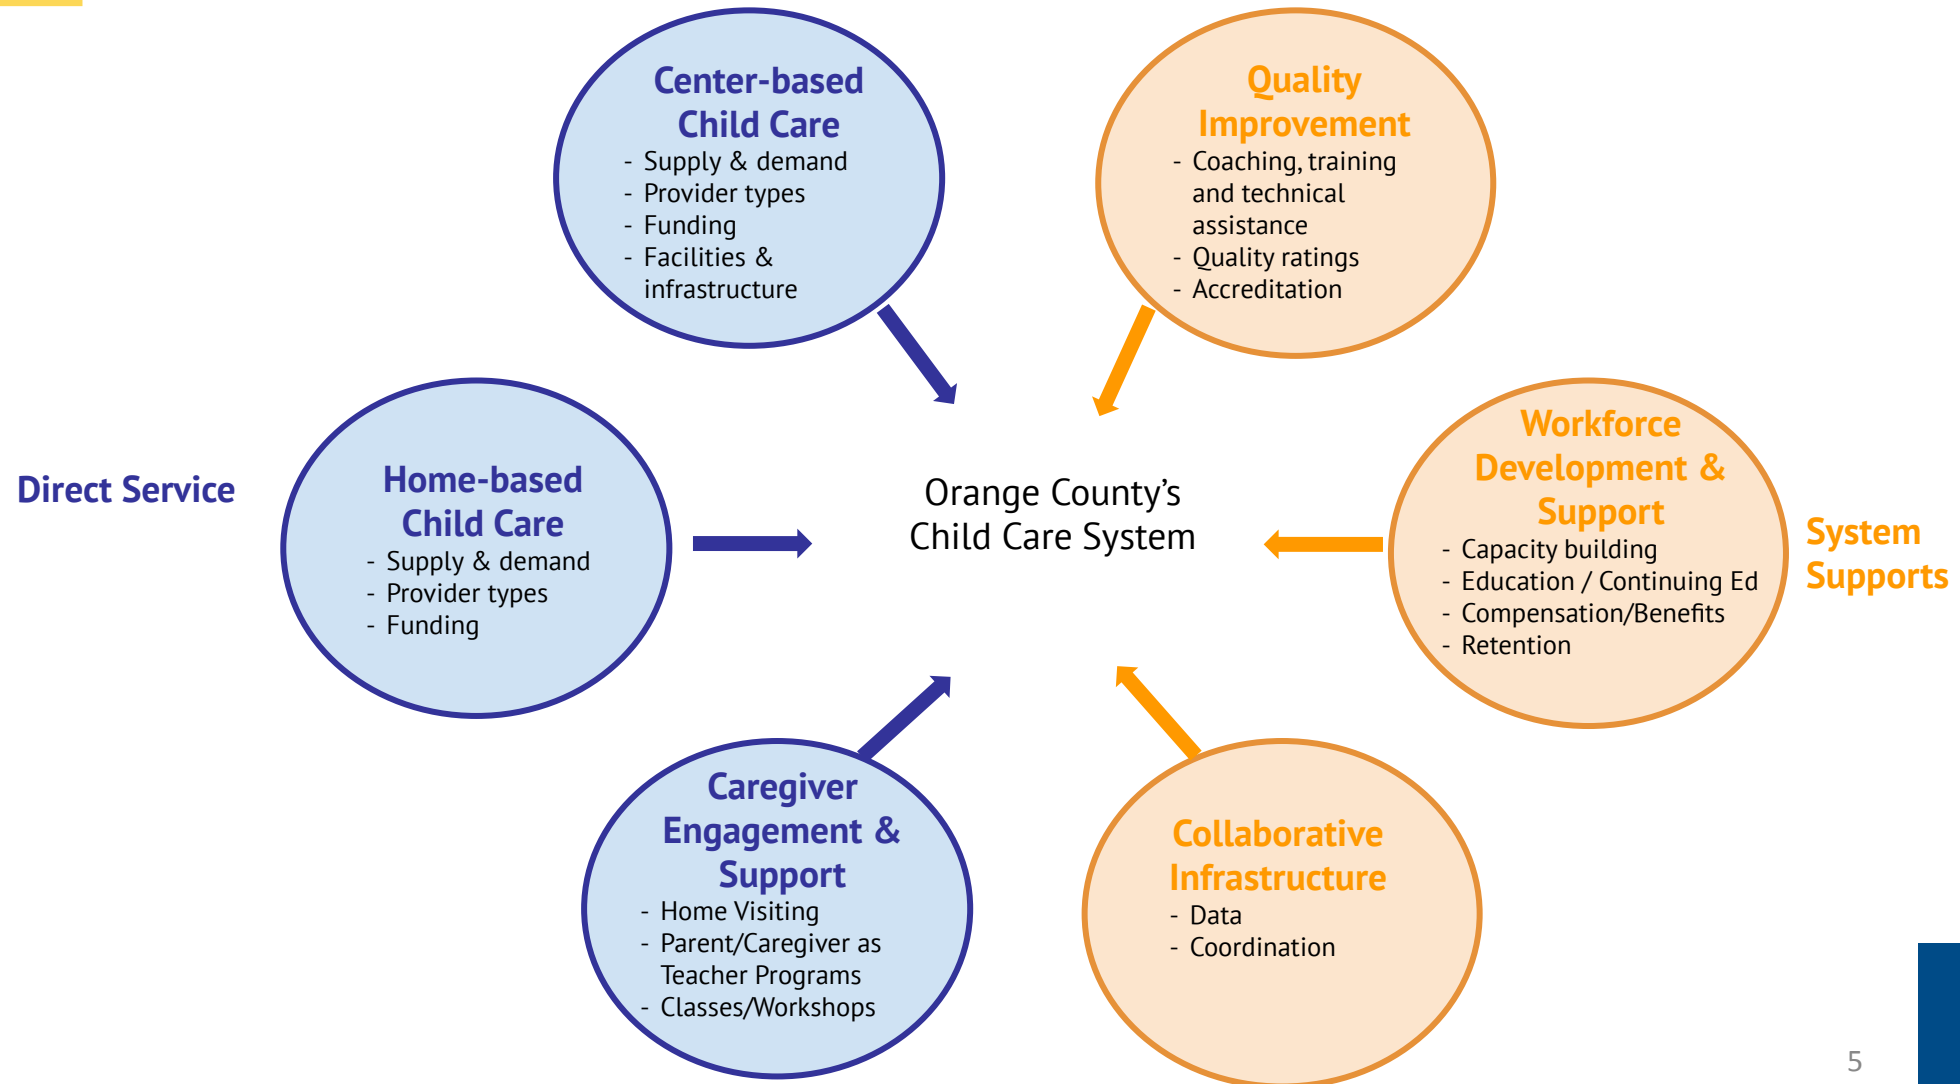 Center-based
Child Care
- Supply & demand
- Provider types
- Funding
- Facilities &
infrastructure
Quality
Improvement
- Coaching, training
and technical
assistance
- Quality ratings
- Accreditation
Direct Service
Home-based
Child Care
- Supply & demand
- Provider types
- Funding
Orange County’s
Child Care System
Workforce
Development &
Support
- Capacity building
- Education / Continuing Ed
- Compensation/Benefits
- Retention
System
Supports
Caregiver
Engagement &
Support
- Home Visiting
- Parent/Caregiver as
Teacher Programs
- Classes/Workshops
Collaborative
Infrastructure
- Data
- Coordination
5